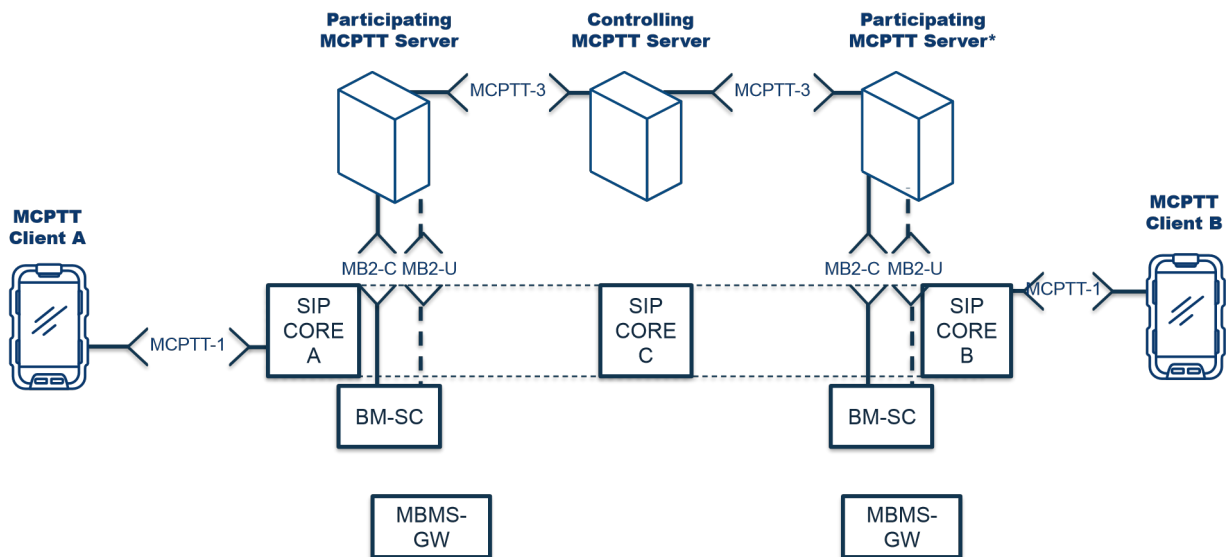 Participating
MCPTT Server
Controlling
MCPTT Server
Participating
MCPTT Server*
MCPTT-3
MCPTT-3
MCPTT
Client A
MCPTT
Client B
MB2-C
MB2-U
MB2-C
MB2-U
MCPTT-1
SIP
CORE
A
SIP
CORE
C
SIP
CORE
B
MCPTT-1
BM-SC
BM-SC
MBMS-
GW
MBMS-
GW